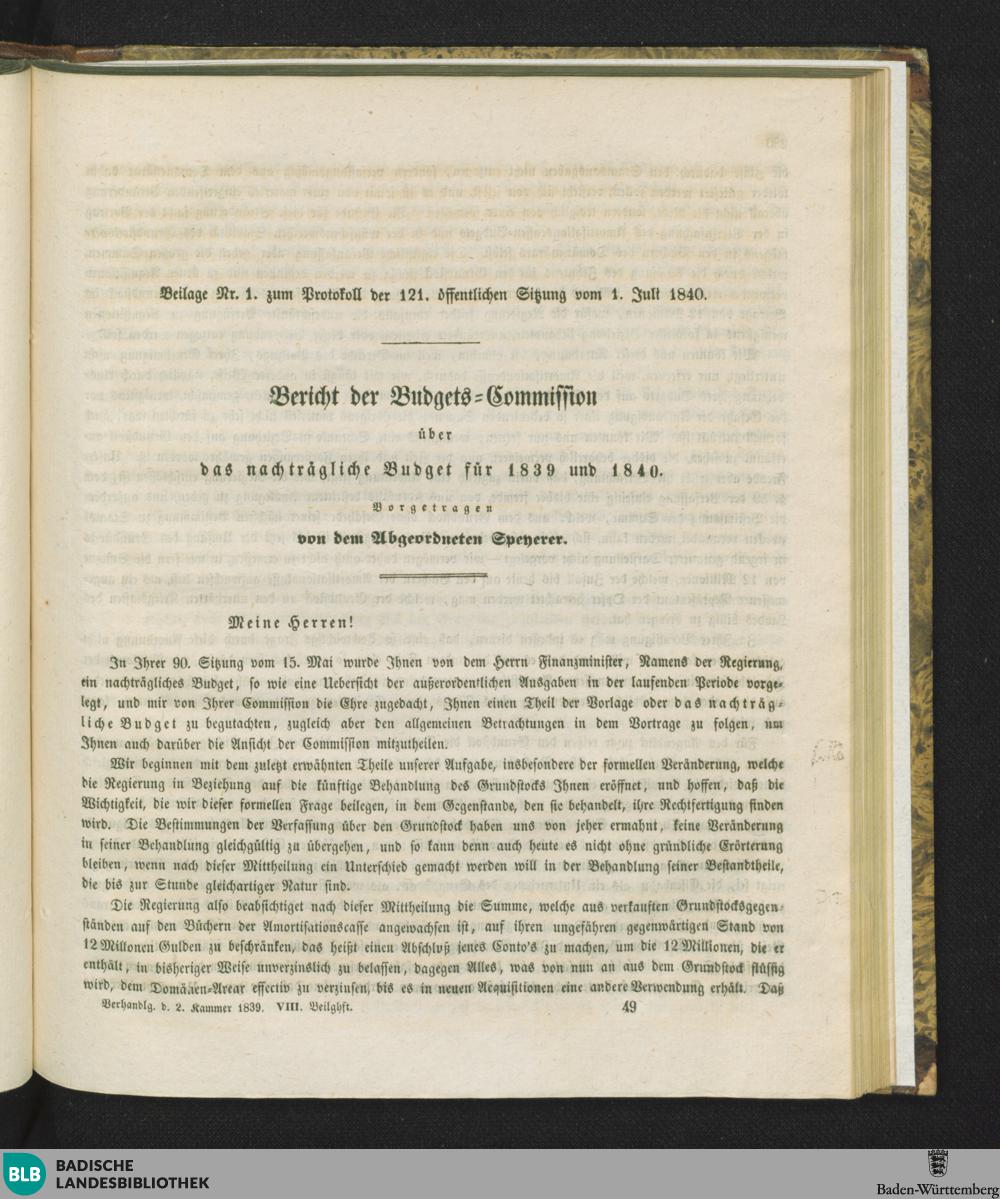 Beilage Nr. 1. zum Protokoll der 121. öffentlichen Sitzung vom 1. Juli 1840.
Bericht der Budgets-Commission
über
das nachträgliche Budget für 1839 und 1840.
Vorgetragen
von dem Abgeordneten Speyerer.
Meine Herren!
In Ihrer 90. Sitzung vom 15. Mai wurde Ihnen von dem Herrn Finanzminister, Namens der Regierung,
ein nachträgliches Budget, so wie eine Uebersicht der außerordentlichen Ausgaben in der laufenden Periode vorge-
legt, und mir von Ihrer Commission die Ehre zugedacht, Ihnen einen Theil der Vorlage oder das nachträg-
liche Budget zu begutachten, zugleich aber den allgemeinen Betrachtungen in dem Vortrage zu folgen, um
Ihnen auch darüber die Ansicht der Commission mitzutheilen.
Wir beginnen mit dem zuletzt erwähnten Theile unserer Aufgabe, insbesondere der formellen Veränderung, welche
die Regierung in Beziehung auf die künftige Behandlung des Grundstocks Ihnen eröffnet, und hoffen, daß die
Wichtigkeit, die wir dieser formellen Frage beilegen, in dem Gegenstande, den sie behandelt, ihre Rechtfertigung finden
wird. Die Bestimmungen der Verfassung über den Grundstock haben uns von jeher ermahnt, keine Veränderung
in seiner Behandlung gleichgültig zu übergehen, und so kann denn auch heute es nicht ohne gründliche Erörterung
bleiben, wenn nach dieser Mittheilung ein Unterschied gemacht werden will in der Behandlung seiner Bestandtheile,
die bis zur Stunde gleichartiger Natur sind.
Die Regierung also beabsichtiget nach dieser Mittheilung die Summe, welche aus verkauften Grundstocksgegen-
ständen auf den Büchern der Amortisationscasse angewachsen ist, auf ihren ungefähren gegenwärtigen Stand von
12 Millonen Gulden zu beschränken, das heißt einen Abschluß jenes Conto's zu machen, um die 12 Millionen, die er
enthält, in bisheriger Weise unverzinslich zu belassen, dagegen Alles, was von nun an aus dem Grundstock flüssig
wird, dem Domänen-Aerar effectiv zu verzinsen, bis es in neuen Acquisitionen eine andere Verwendung erhält. Daß
Verhandlg. d. 2. Kammer 1839. VIII. Beilghft. 49
BLB BADISCHE
LANDESBIBLIOTHEK
Baden-Württemberg